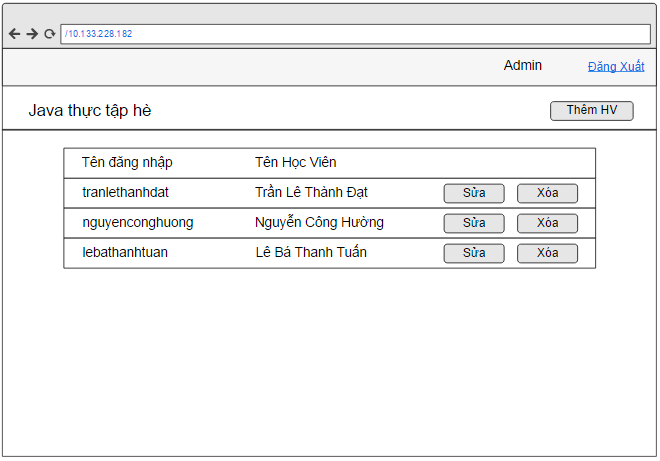 /10.133.228.182
Admin Đăng Xuất
Java thực tập hè Thêm HV
Tên đăng nhập Tên Học Viên
tranlethanhdat Trần Lê Thành Đạt Sửa Xóa
nguyenconghuong Nguyễn Công Hường Sửa Xóa
lebathanhtuan Lê Bá Thanh Tuấn Sửa Xóa